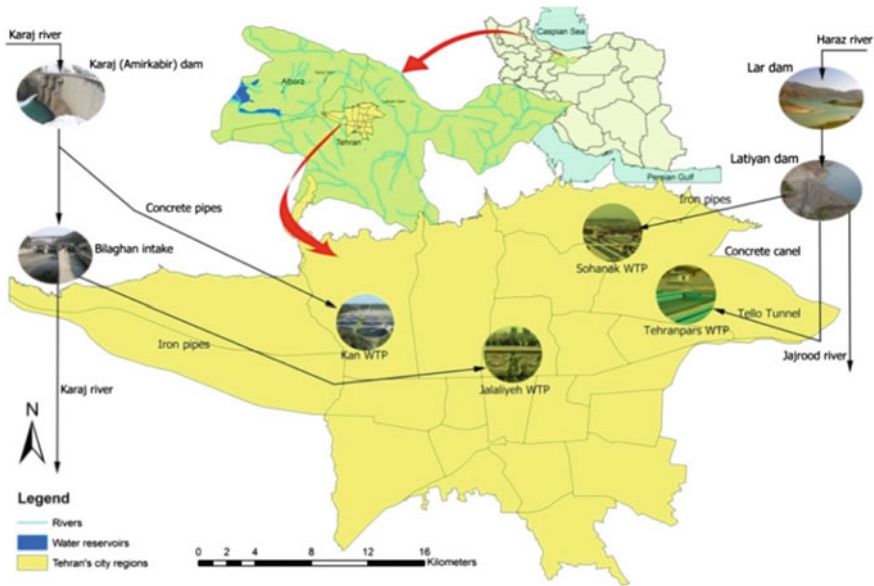 Karaj river
Karaj (Amirkabir) dam
Concrete pipes
Bilaghan intake
Iron pipes
Karaj river
Alborz
Tehran
Caspian Sea
Persian Gulf
Haraz river
Lar dam
Latiyan dam
Iron pipes
Sohanak WTP
Concrete canel
Tehranpars WTP
Tello Tunnel
Jajrood river
Kan WTP
Jalaliyeh WTP
N
Legend
Rivers
Water reservoirs
Tehran's city regions
0 2 4 8 12 16
Kilometers